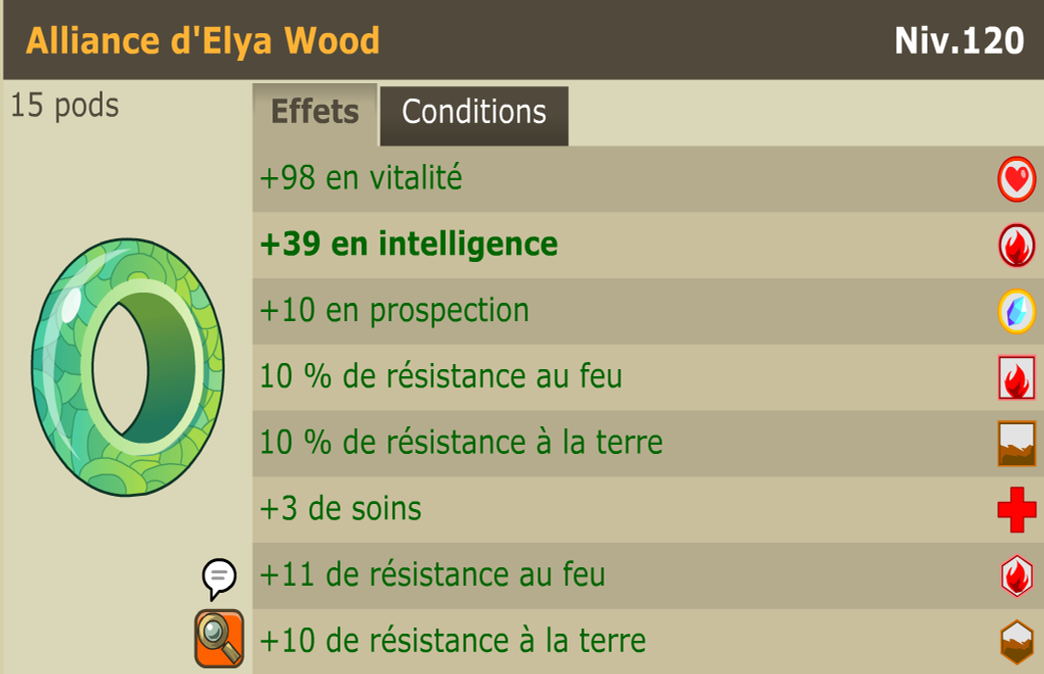 Alliance d'Elya Wood
Niv.120
15 pods
Effets
Conditions
+98 en vitalité
+39 en intelligence
+10 en prospection
10 % de résistance au feu
10 % de résistance à la terre
+3 de soins
+11 de résistance au feu
+10 de résistance à la terre